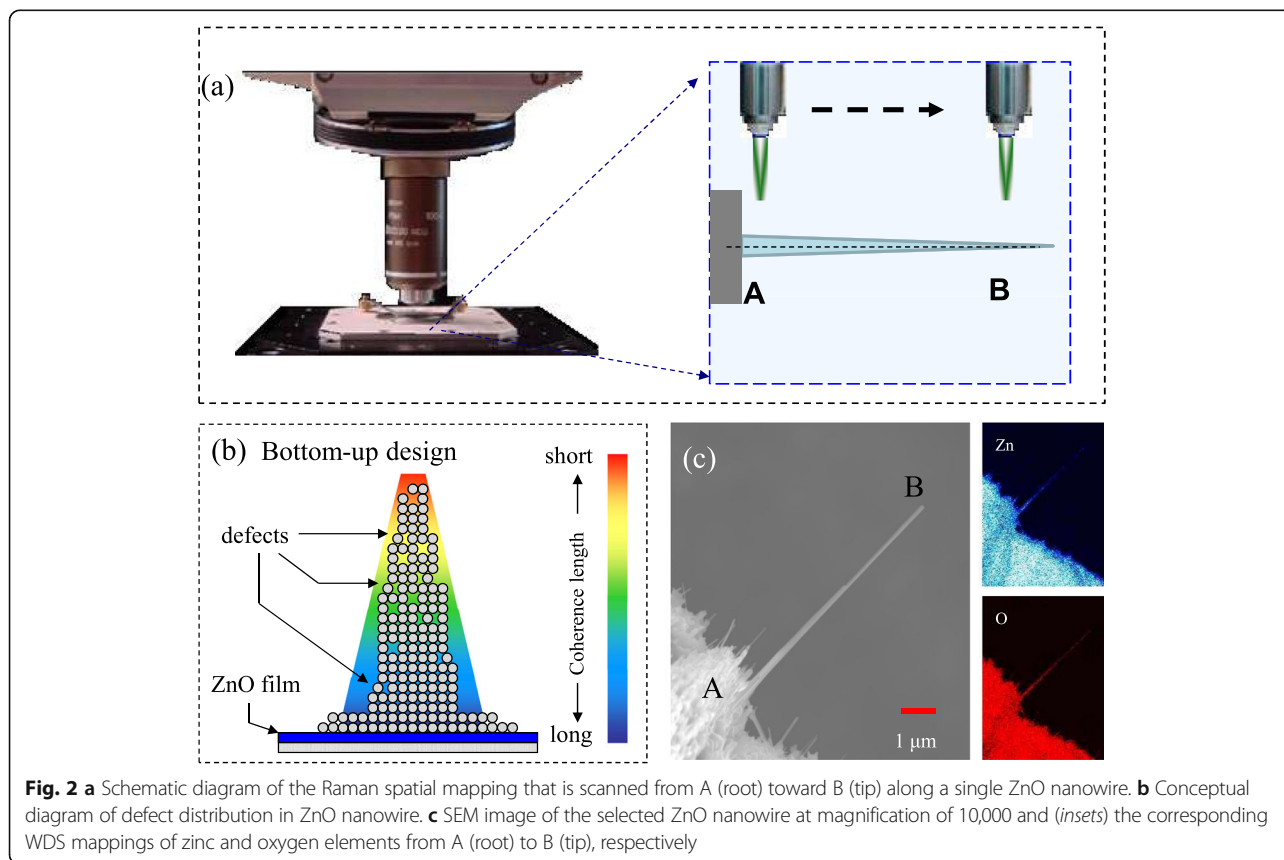 (a)
A
B
(b)
Bottom-up design
short
defects
Coherence length
ZnO film
long
(c)
B
A
1 μm
Zn
O
Fig. 2 a Schematic diagram of the Raman spatial mapping that is scanned from A (root) toward B (tip) along a single ZnO nanowire. b Conceptual
diagram of defect distribution in ZnO nanowire. c SEM image of the selected ZnO nanowire at magnification of 10,000 and (insets) the corresponding
WDS mappings of zinc and oxygen elements from A (root) to B (tip), respectively